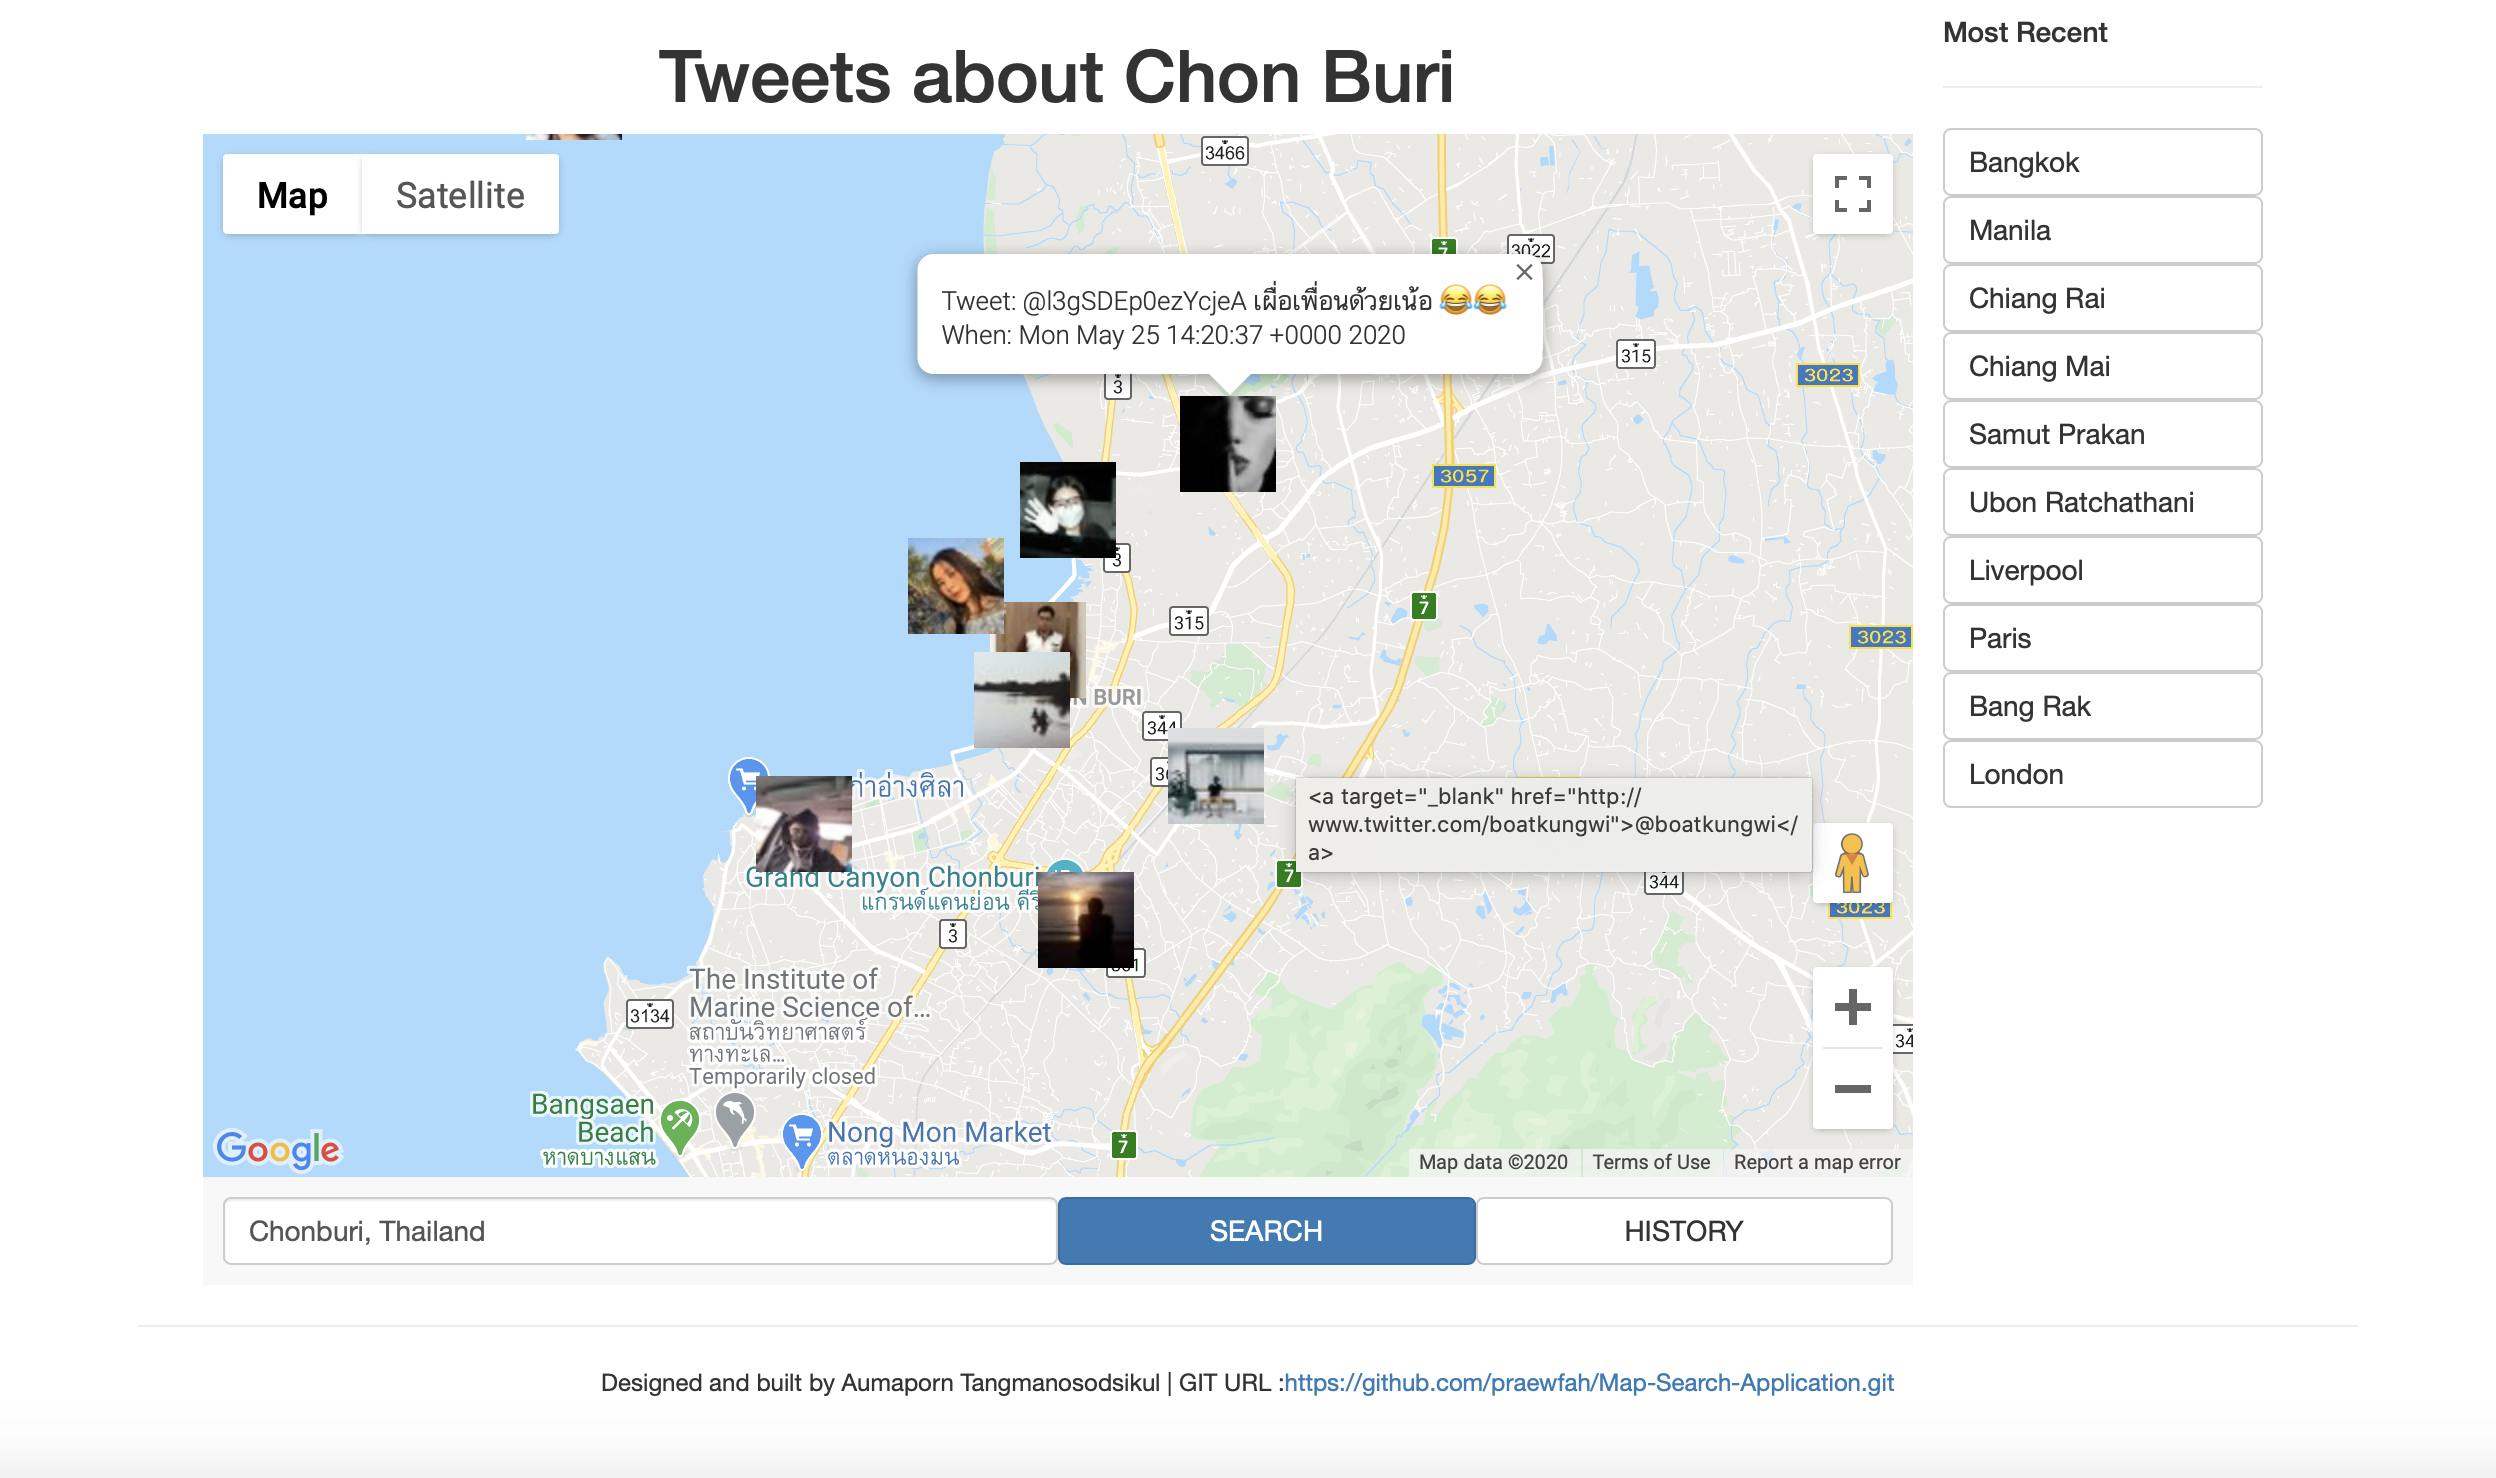 Tweets about Chon Buri
Most Recent
Bangkok
Manila
Chiang Rai
Chiang Mai
Samut Prakan
Ubon Ratchathani
Liverpool
Paris
Bang Rak
London
Map
Satellite
3466
7
3022
Tweet: @l3gSDEp0ezYcjeA เผื่อเพื่อนด้วยเน้อ 😂😂
When: Mon May 25 14:20:37 +0000 2020
315
3
3023
3057
3
7
315
3023
N BURI
344
<a target="_blank" href="http://
www.twitter.com/boatkungwi">@boatkungwi</
a>
Grand Canyon Chonburi
แกรนด์แคนยอน คีรี
7
344
3023
3
The Institute of
Marine Science of...
สถาบันวิทยาศาสตร์
ทางทะเล...
Temporarily closed
3134
34
Bangsaen
Beach
หาดบางแสน
Nong Mon Market
ตลาดหนองมน
7
Google
Map data ©2020
Terms of Use
Report a map error
Chonburi, Thailand
SEARCH
HISTORY
Designed and built by Aumaporn Tangmanosodsikul | GIT URL :https://github.com/praewfah/Map-Search-Application.git